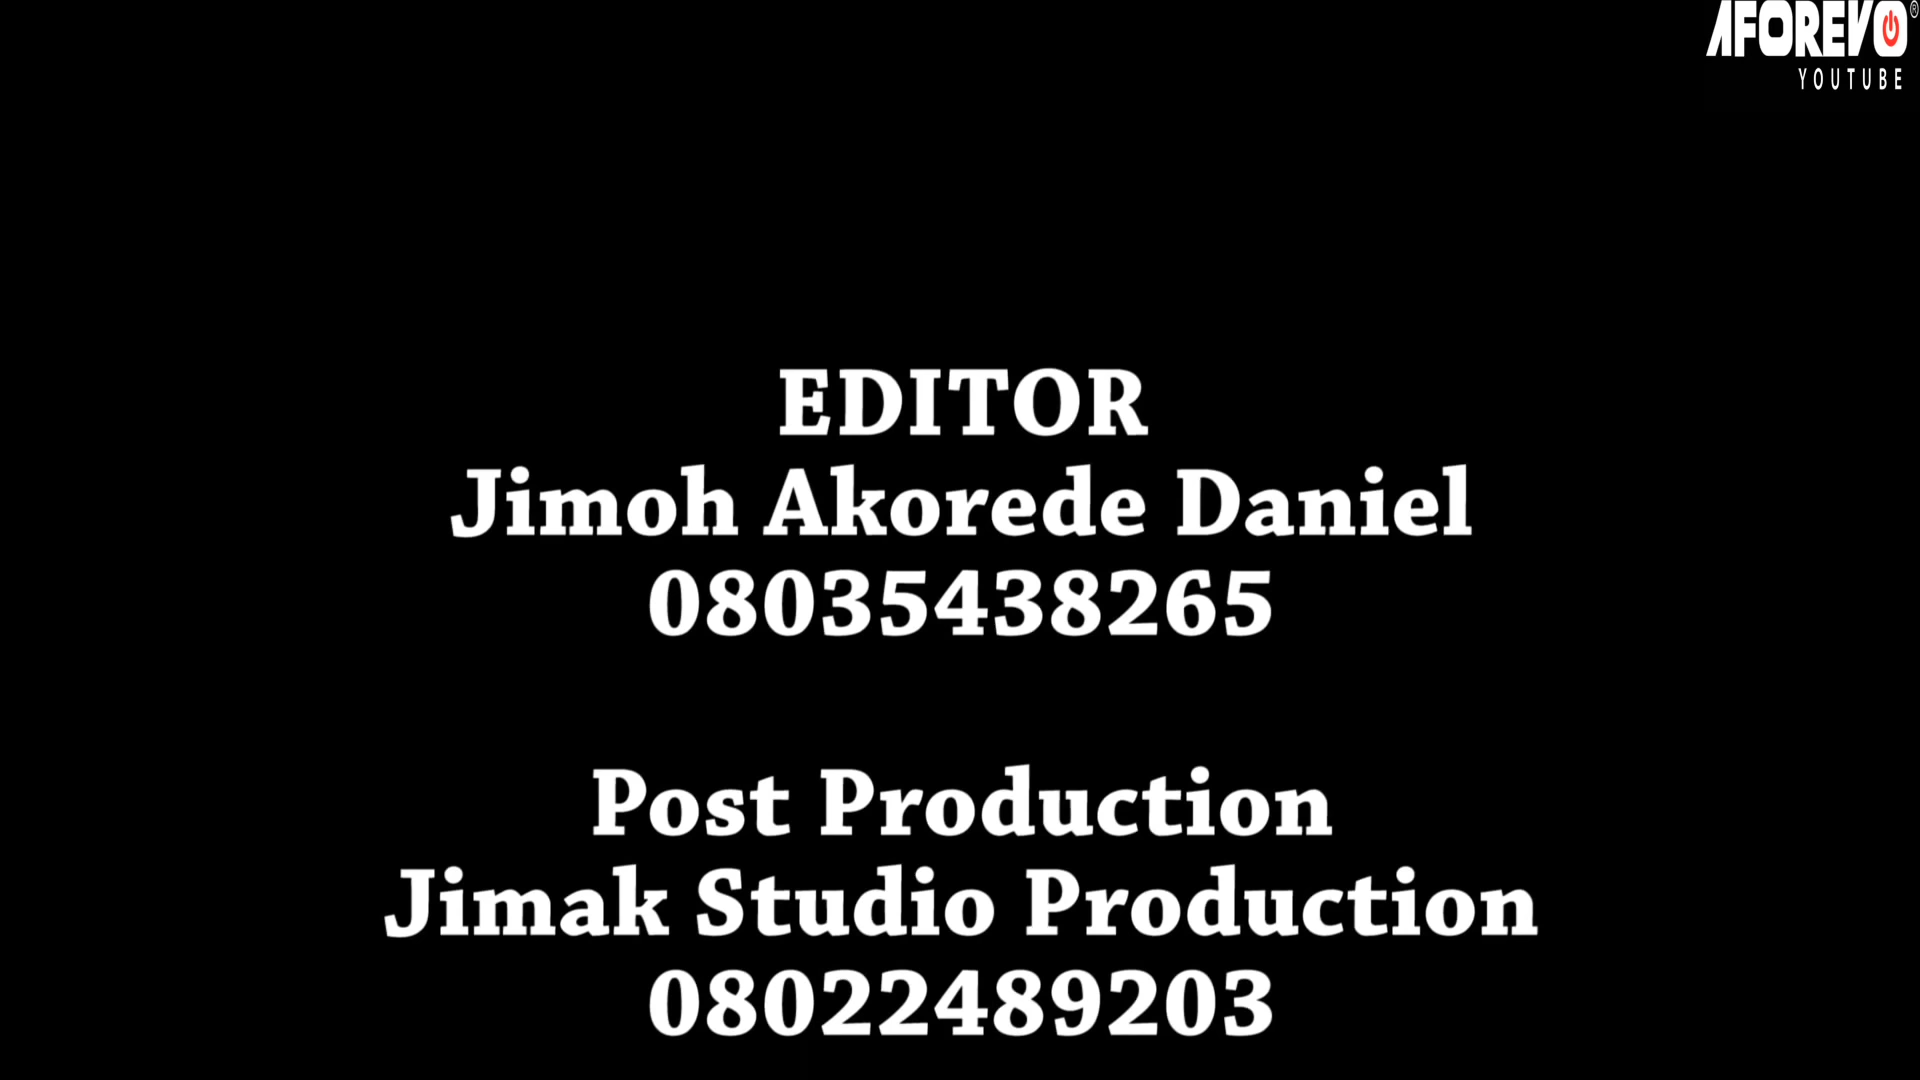 AFOREVO®
YOUTUBE
EDITOR
Jimoh Akorede Daniel
08035438265
Post Production
Jimak Studio Production
08022489203